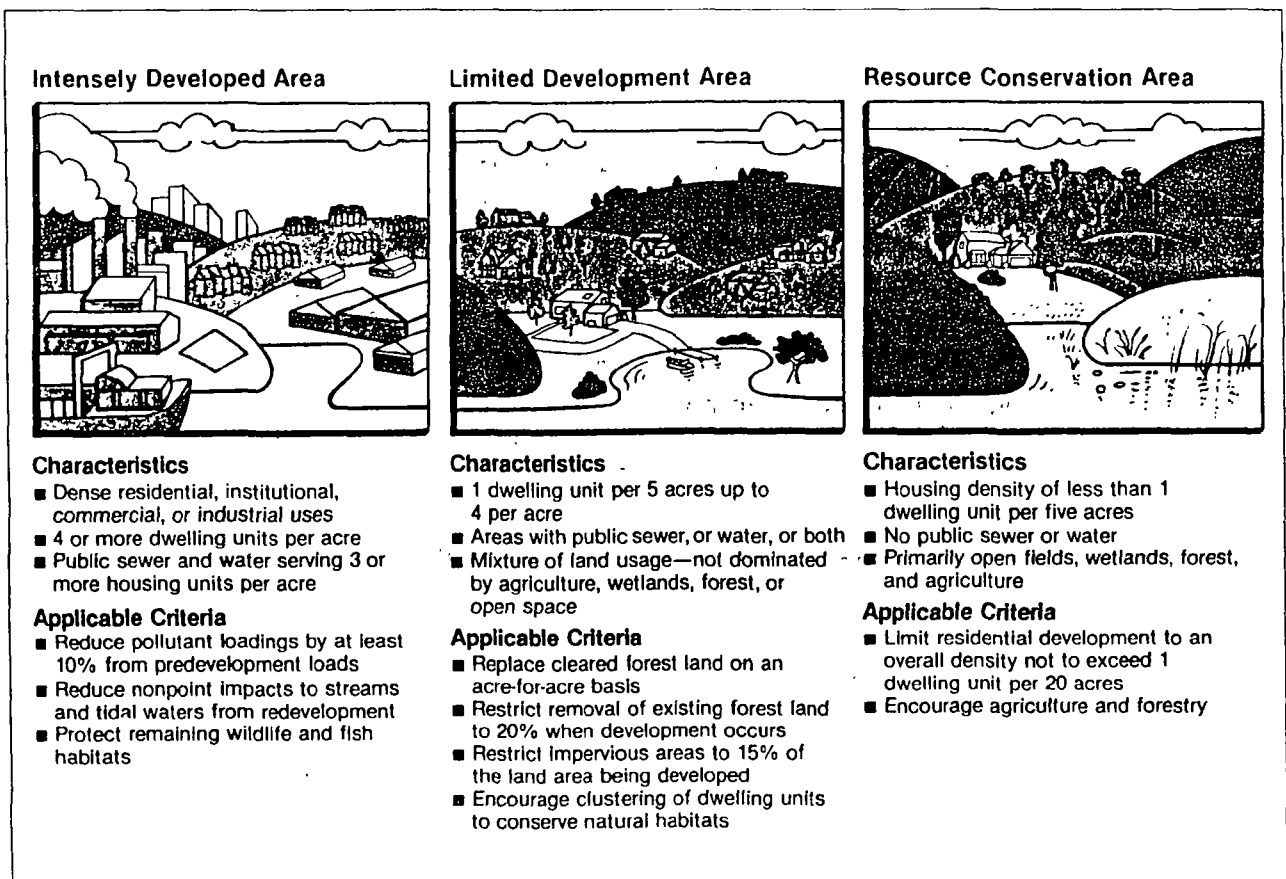 Intensely Developed Area
Characteristics
■ Dense residential, institutional,
commercial, or industrial uses
■ 4 or more dwelling units per acre
■ Public sewer and water serving 3 or
more housing units per acre
Applicable Criteria
■ Reduce pollutant loadings by at least
10% from predevelopment loads
■ Reduce nonpoint impacts to streams
and tidal waters from redevelopment
■ Protect remaining wildlife and fish
habitats
Limited Development Area
Characteristics
■ 1 dwelling unit per 5 acres up to
4 per acre
■ Areas with public sewer, or water, or both
■ Mixture of land usage—not dominated
by agriculture, wetlands, forest, or
open space
Applicable Criteria
■ Replace cleared forest land on an
acre-for-acre basis
■ Restrict removal of existing forest land
to 20% when development occurs
■ Restrict impervious areas to 15% of
the land area being developed
■ Encourage clustering of dwelling units
to conserve natural habitats
Resource Conservation Area
Characteristics
■ Housing density of less than 1
dwelling unit per five acres
■ No public sewer or water
■ Primarily open fields, wetlands, forest,
and agriculture
Applicable Criteria
■ Limit residential development to an
overall density not to exceed 1
dwelling unit per 20 acres
■ Encourage agriculture and forestry